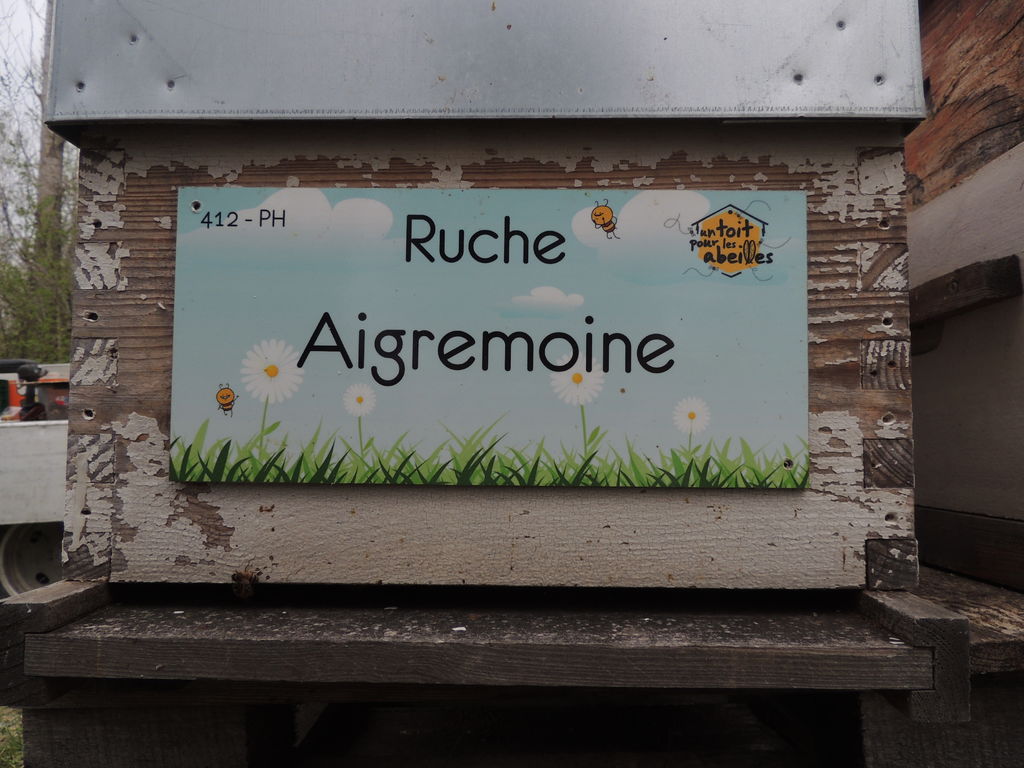 412 - PH
Ruche
un toit
pour les
abeilles
Aigremoine